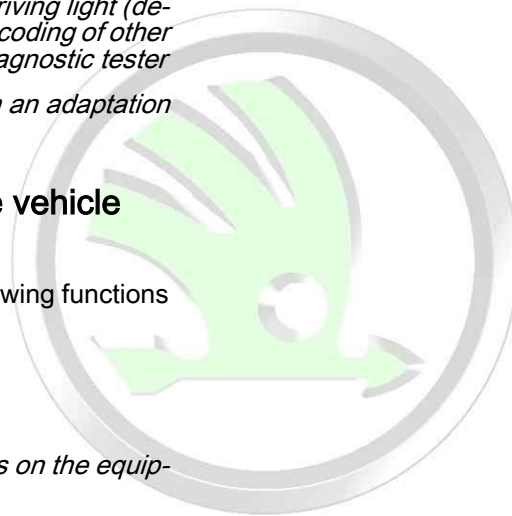 riving light (de-
coding of other
agnostic tester
an adaptation
e vehicle
wing functions
s on the equip-